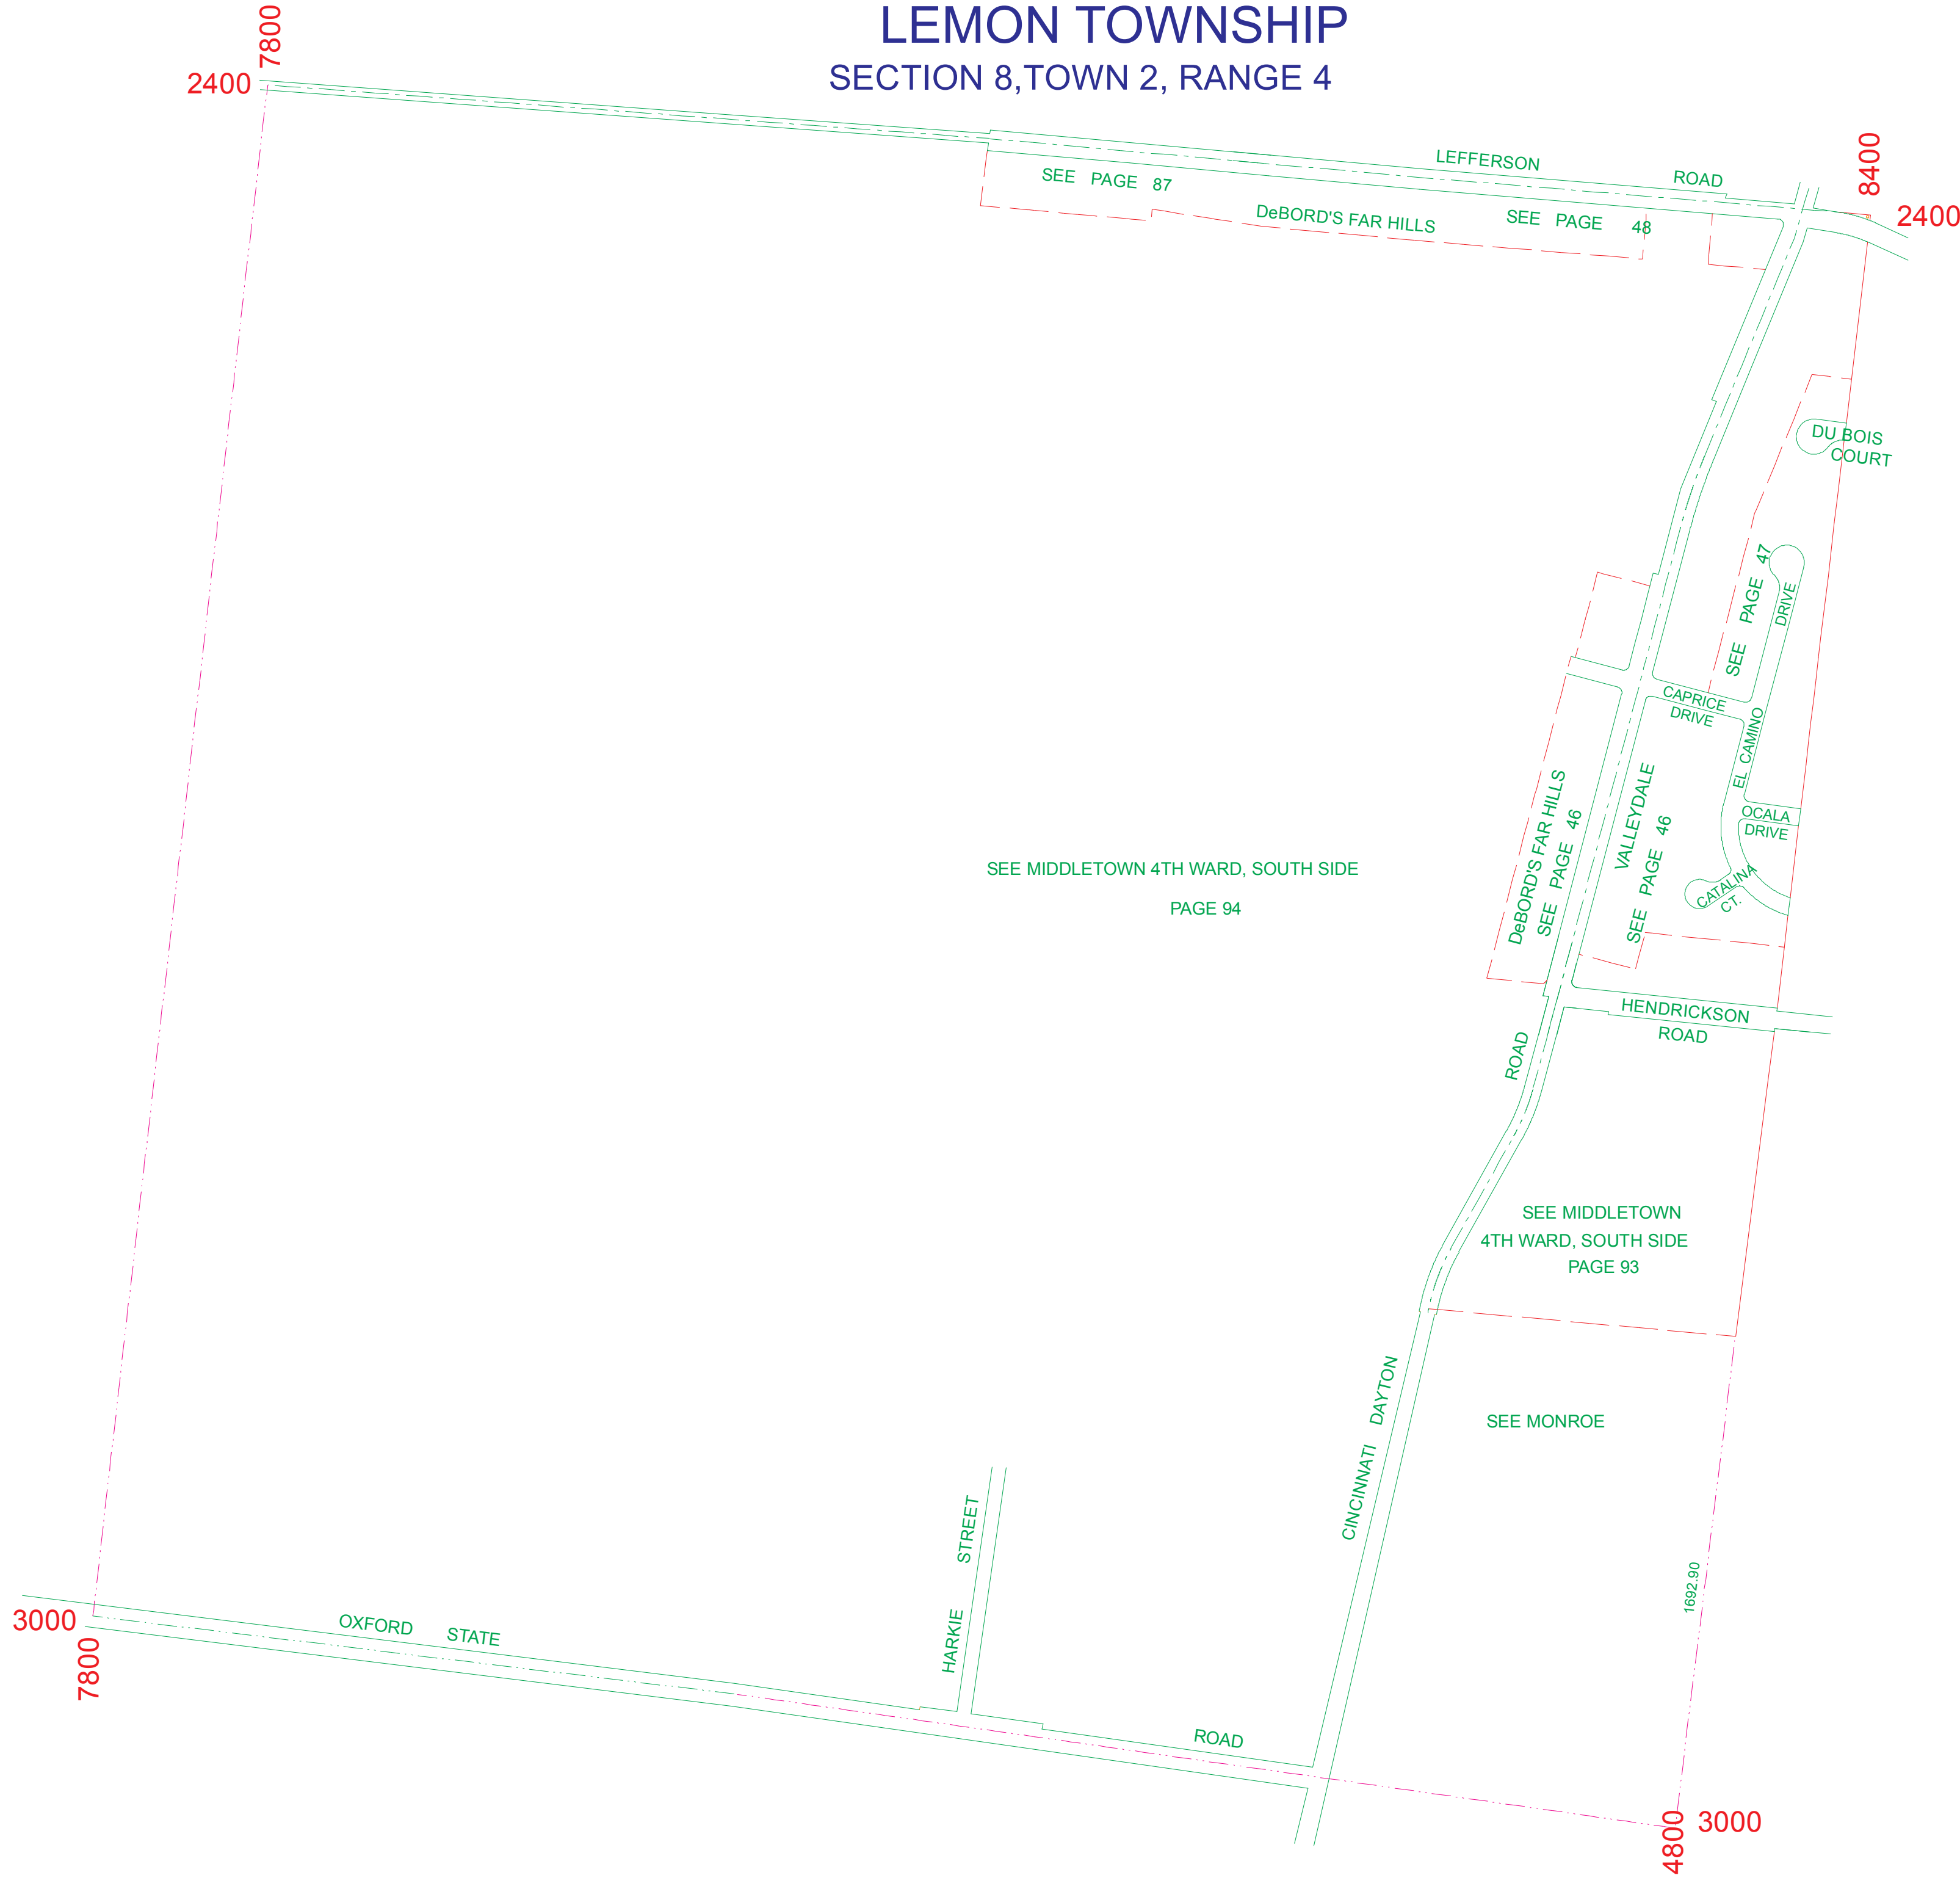 LEMON TOWNSHIP
SECTION 8, TOWN 2, RANGE 4
7800
2400
8400
2400
LEFFERSON ROAD
SEE PAGE 87
DeBORD'S FAR HILLS
SEE PAGE 48
DU BOIS
COURT
SEE PAGE 47
DRIVE
CAPRICE
DRIVE
EL CAMINO
OCALA
DRIVE
CATALINA
CT.
VALLEYDALE
SEE PAGE 46
DeBORD'S FAR HILLS
SEE PAGE 46
SEE MIDDLETOWN 4TH WARD, SOUTH SIDE
PAGE 94
HENDRICKSON
ROAD
ROAD
SEE MIDDLETOWN
4TH WARD, SOUTH SIDE
PAGE 93
CINCINNATI DAYTON
SEE MONROE
HARKIE STREET
1692.90
3000
7800
OXFORD STATE
ROAD
4800
3000